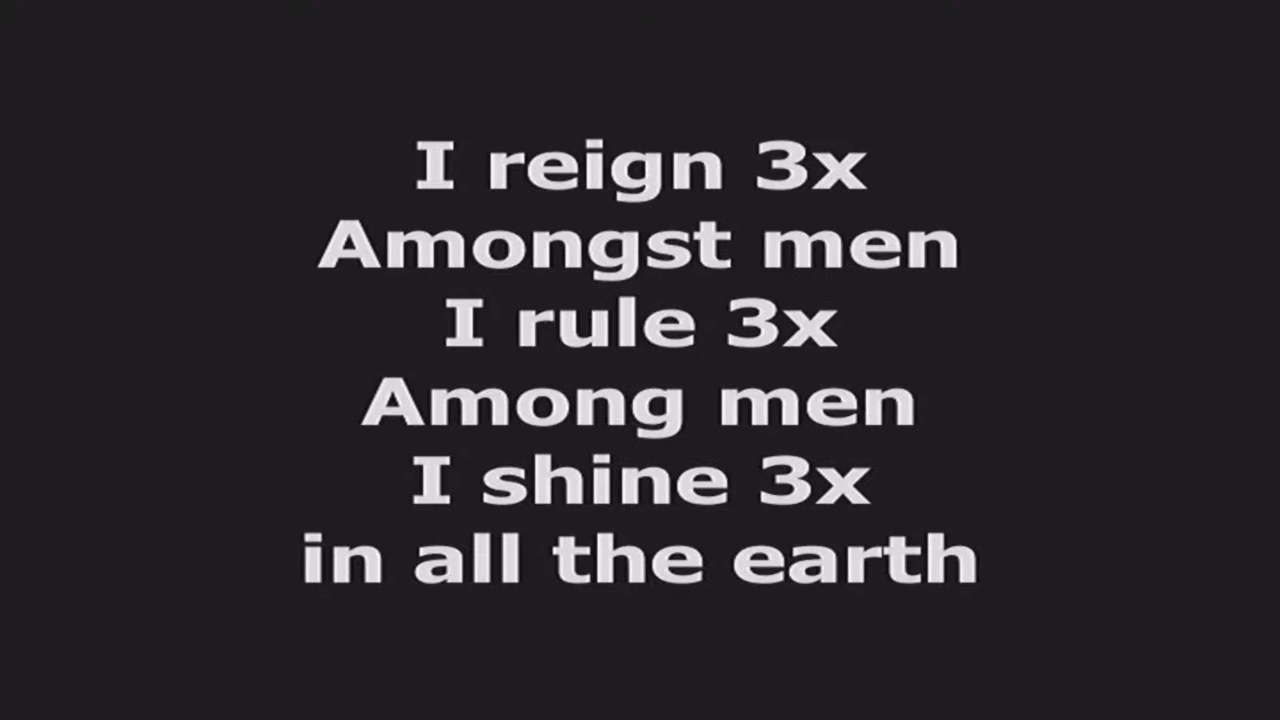 I reign 3x
Amongst men
I rule 3x
Among men
I shine 3x
in all the earth